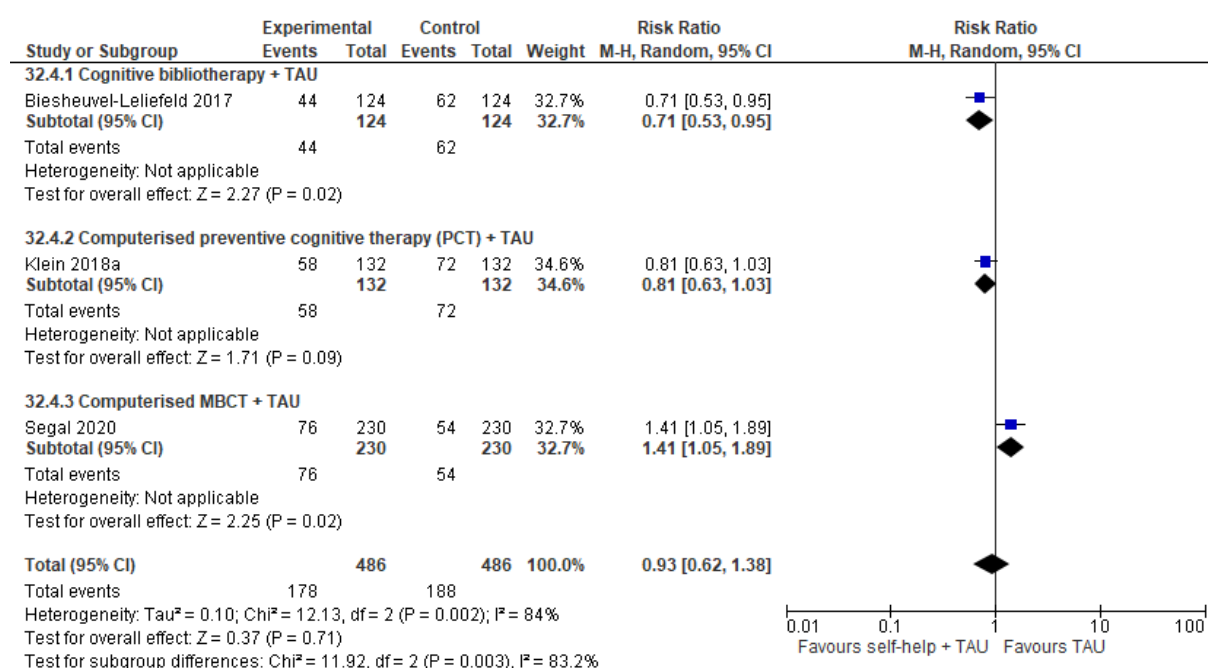 Experimental Control Risk Ratio Risk Ratio
Study or Subgroup Events Total Events Total Weight M-H, Random, 95% CI M-H, Random, 95% CI
32.4.1 Cognitive bibliotherapy + TAU
Biesheuvel-Leliefeld 2017 44 124 62 124 32.7% 0.71 [0.53, 0.95]
Subtotal (95% CI) 124 124 32.7% 0.71 [0.53, 0.95]
Total events 44 62
Heterogeneity: Not applicable
Test for overall effect: Z = 2.27 (P = 0.02)
32.4.2 Computerised preventive cognitive therapy (PCT) + TAU
Klein 2018a 58 132 72 132 34.6% 0.81 [0.63, 1.03]
Subtotal (95% CI) 132 132 34.6% 0.81 [0.63, 1.03]
Total events 58 72
Heterogeneity: Not applicable
Test for overall effect: Z = 1.71 (P = 0.09)
32.4.3 Computerised MBCT + TAU
Segal 2020 76 230 54 230 32.7% 1.41 [1.05, 1.89]
Subtotal (95% CI) 230 230 32.7% 1.41 [1.05, 1.89]
Total events 76 54
Heterogeneity: Not applicable
Test for overall effect: Z = 2.25 (P = 0.02)
Total (95% CI) 486 486 100.0% 0.93 [0.62, 1.38]
Total events 178 188
Heterogeneity: Tau² = 0.10; Chi² = 12.13, df = 2 (P = 0.002); I² = 84%
Test for overall effect: Z = 0.37 (P = 0.71)
Test for subgroup differences: Chi² = 11.92, df = 2 (P = 0.003), I² = 83.2%
0.01 0.1 1 10 100
Favours self-help + TAU Favours TAU